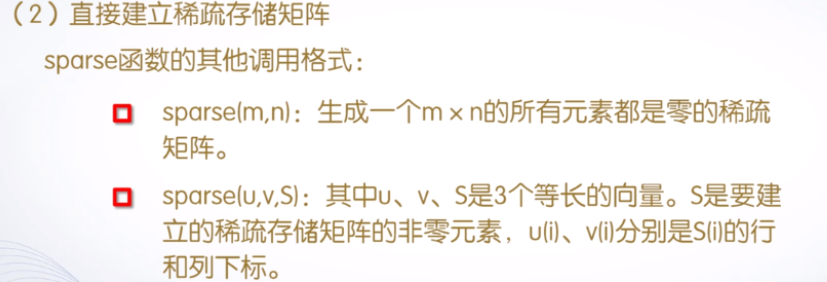 （2）直接建立稀疏存储矩阵
sparse函数的其他调用格式：
sparse(m,n)：生成一个m×n的所有元素都是零的稀疏
矩阵。
sparse(u,v,S)：其中u、v、S是3个等长的向量。S是要建
立的稀疏存储矩阵的非零元素，u(i)、v(i)分别是S(i)的行
和列下标。